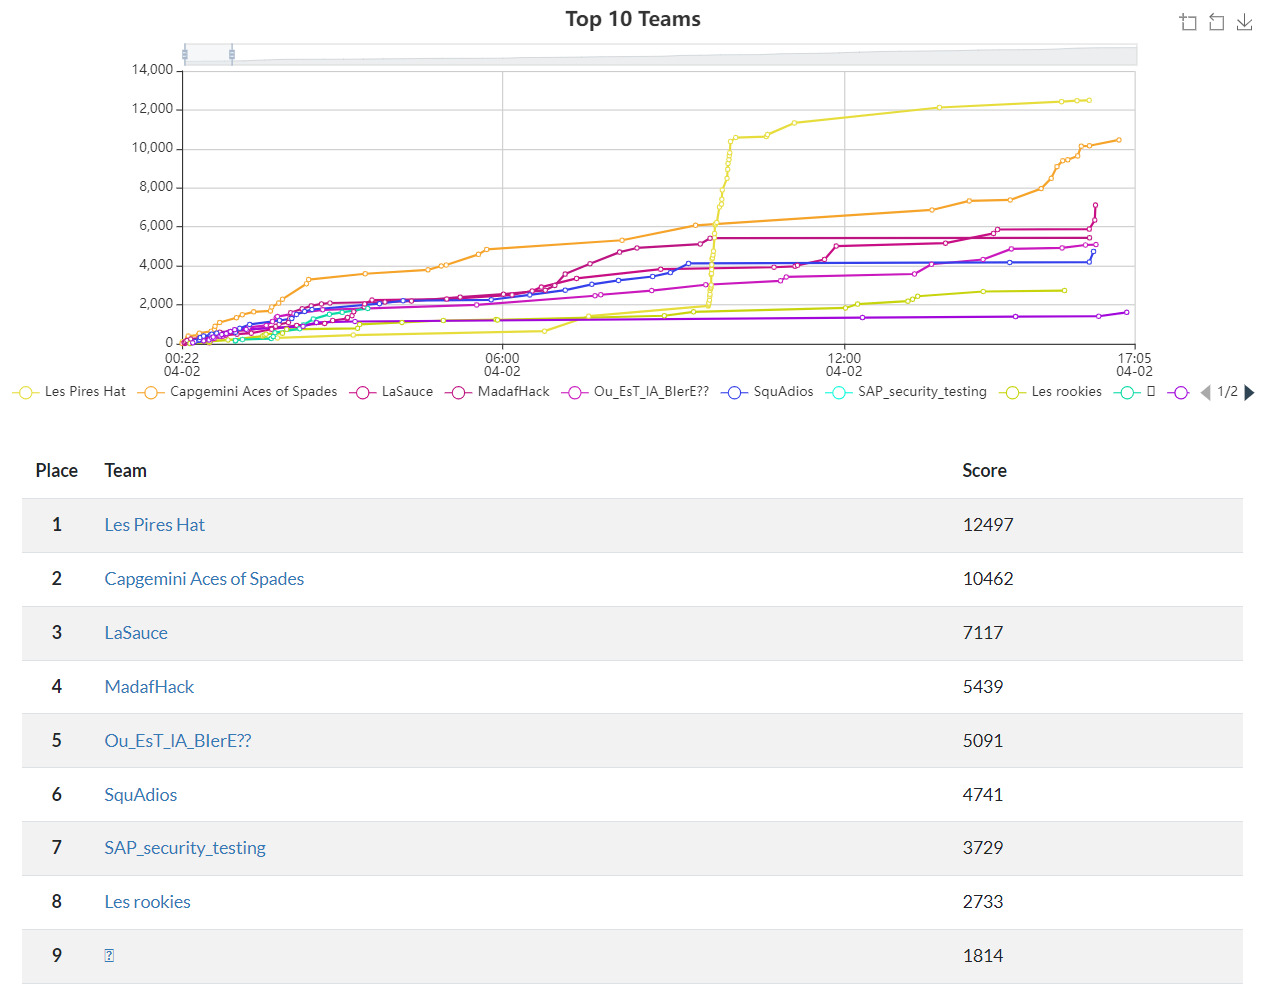 Top 10 Teams
14,000
12,000
10,000
8,000
6,000
4,000
2,000
0
00:22 06:00 12:00 17:05
04-02 04-02 04-02 04-02
Les Pires Hat Capgemini Aces of Spades LaSauce MadafHack Ou_EsT_lA_BIerE?? SquAdios SAP_security_testing Les rookies 1/2
Place Team Score
1 Les Pires Hat 12497
2 Capgemini Aces of Spades 10462
3 LaSauce 7117
4 MadafHack 5439
5 Ou_EsT_lA_BIerE?? 5091
6 SquAdios 4741
7 SAP_security_testing 3729
8 Les rookies 2733
9 1814